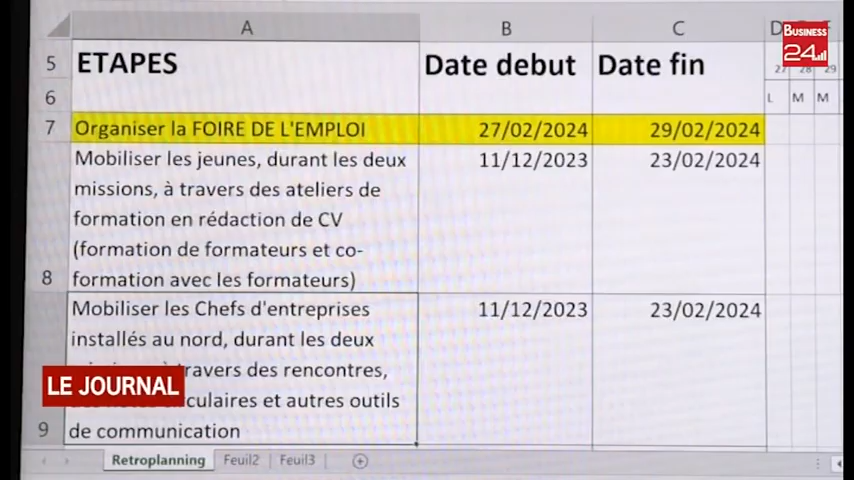 A B C D
BUSINESS
24
5 ETAPES Date debut Date fin
27 28 29
6 L M M
7 Organiser la FOIRE DE L'EMPLOI 27/02/2024 29/02/2024
Mobiliser les jeunes, durant les deux 11/12/2023 23/02/2024
missions, à travers des ateliers de
formation en rédaction de CV
(formation de formateurs et co-
8 formation avec les formateurs)
Mobiliser les Chefs d'entreprises 11/12/2023 23/02/2024
installés au nord, durant les deux
travers des rencontres,
LE JOURNAL
culaires et autres outils
9 de communication
Retroplanning Feuil2 Feuil3